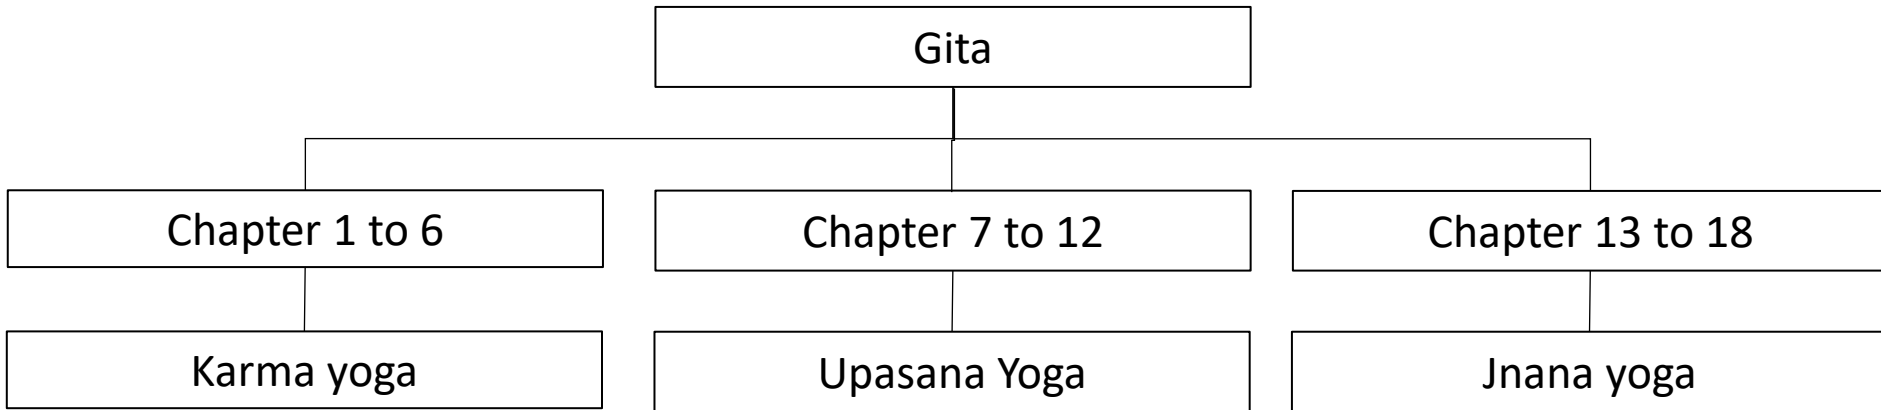 Gita
Chapter 1 to 6
Chapter 7 to 12
Chapter 13 to 18
Karma yoga
Upasana Yoga
Jnana yoga